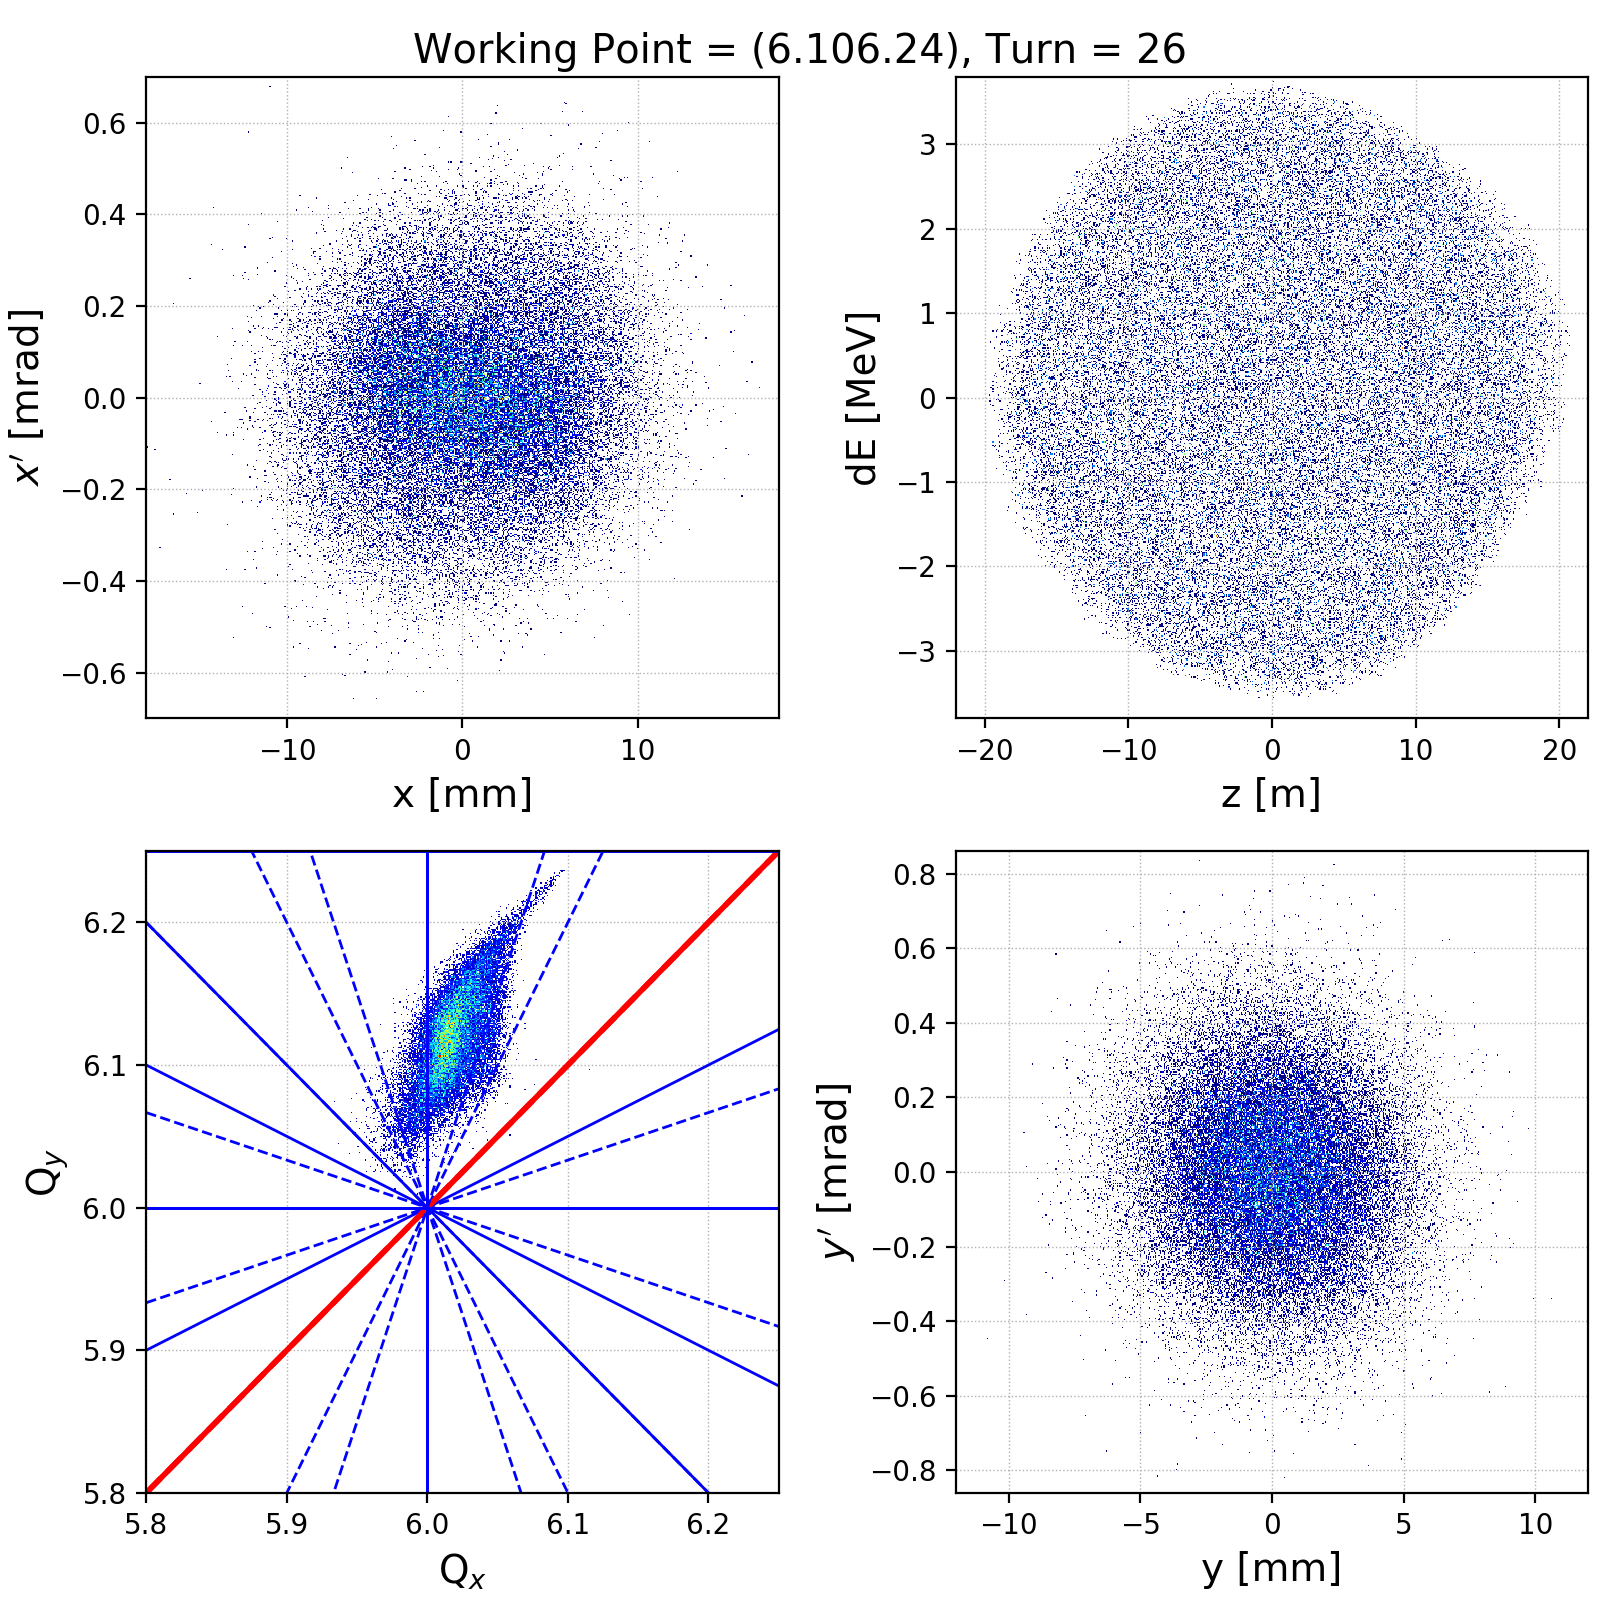 Working Point = (6.106.24), Turn = 26
0.6
0.4
0.2
0.0
−0.2
−0.4
−0.6
x′ [mrad]
−10 0 10
x [mm]
3
2
1
0
−1
−2
−3
dE [MeV]
−20 −10 0 10 20
z [m]
6.2
6.1
6.0
5.9
5.8
Qy
5.8 5.9 6.0 6.1 6.2
Qx
0.8
0.6
0.4
0.2
0.0
−0.2
−0.4
−0.6
−0.8
y′ [mrad]
−10 −5 0 5 10
y [mm]